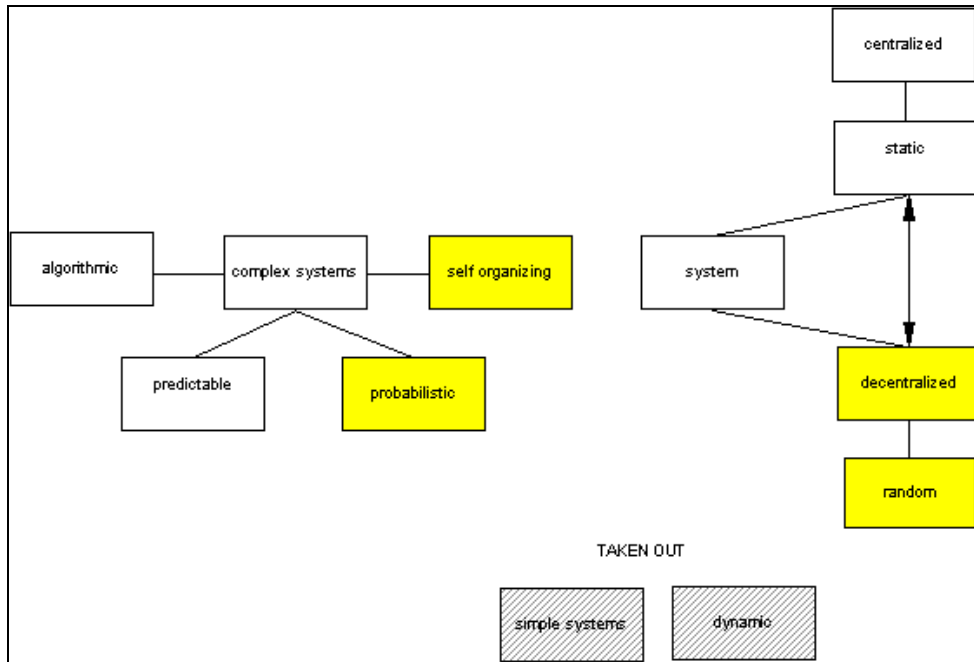 centralized
static
algorithmic
complex systems
self organizing
system
predictable
probabilistic
decentralized
random
TAKEN OUT
simple systems
dynamic